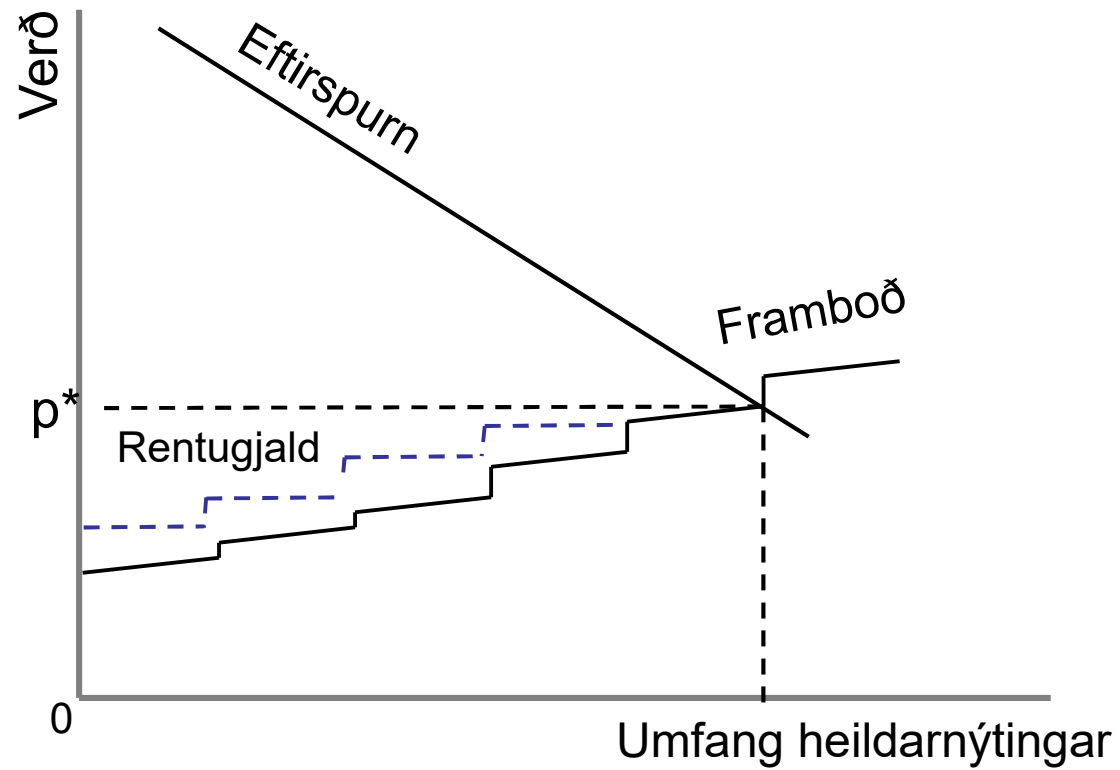 Verð
Eftirspurn
Framboð
p*
Rentugjald
0
Umfang heildarnýtingar